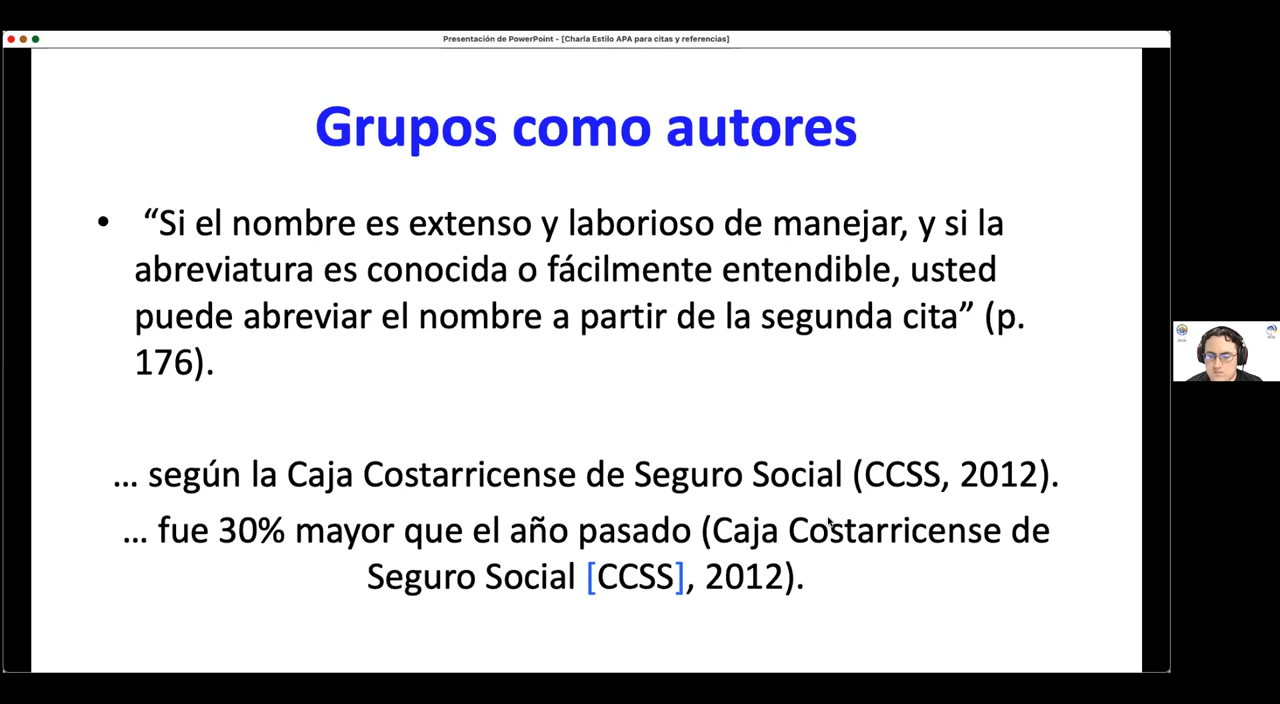 Presentación de PowerPoint - [Charla Estilo APA para citas y referencias]
Grupos como autores
• “Si el nombre es extenso y laborioso de manejar, y si la
abreviatura es conocida o fácilmente entendible, usted
puede abreviar el nombre a partir de la segunda cita” (p.
176).
… según la Caja Costarricense de Seguro Social (CCSS, 2012).
… fue 30% mayor que el año pasado (Caja Costarricense de
Seguro Social [CCSS], 2012).